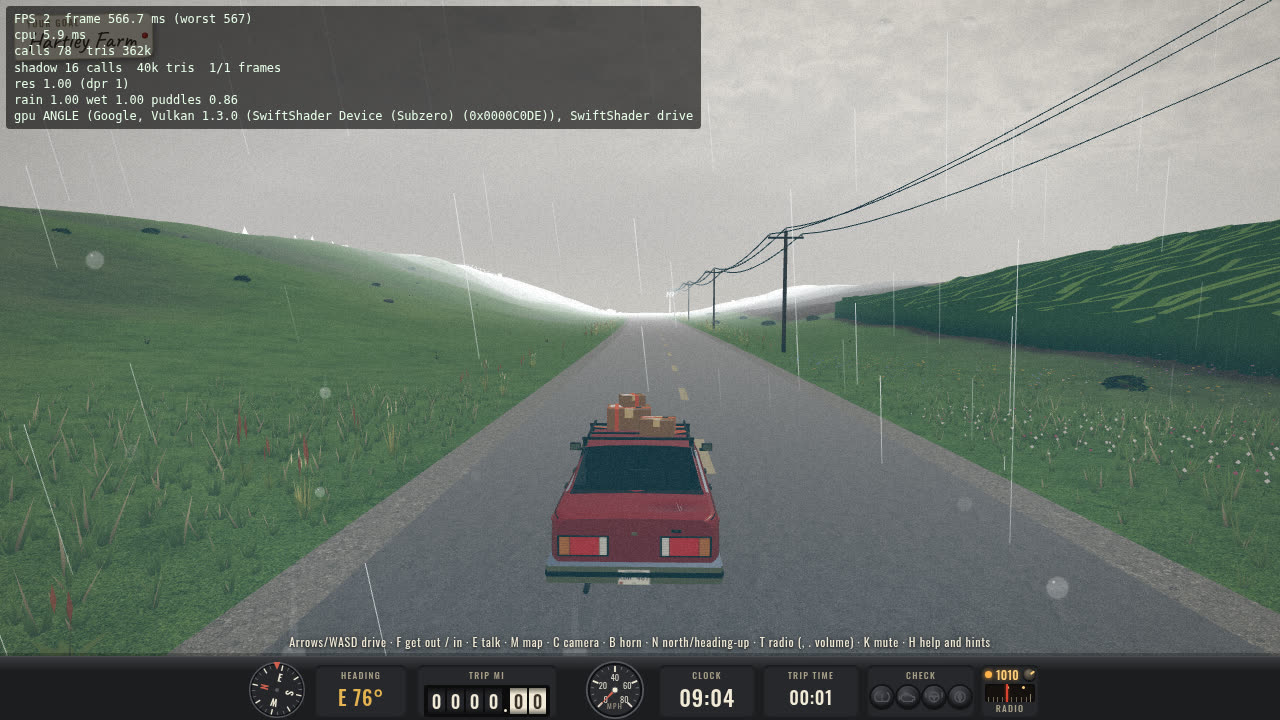 FPS 2 frame 566.7 ms (worst 567)
cpu 5.9 ms
Hartley Farm
calls 78 tris 362k
shadow 16 calls 40k tris 1/1 frames
res 1.00 (dpr 1)
rain 1.00 wet 1.00 puddles 0.86
gpu ANGLE (Google, Vulkan 1.3.0 (SwiftShader Device (Subzero) (0x0000C0DE)), SwiftShader drive
Arrows/WASD drive · F get out / in · E talk · M map · C camera · B horn · N north/heading-up · T radio (, . volume) · K mute · H help and hints
E
S
W
N
HEADING
E 76°
TRIP MI
0000.00
0 20 40 60 80
MPH
CLOCK
09:04
TRIP TIME
00:01
CHECK
1010
RADIO